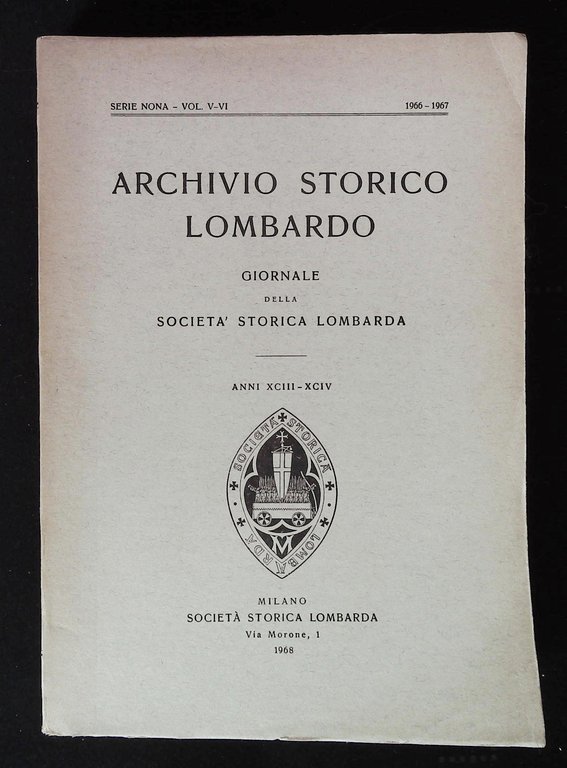 SERIE NONA – VOL. V-VI 1966 – 1967
ARCHIVIO STORICO
LOMBARDO
GIORNALE
DELLA
SOCIETA' STORICA LOMBARDA
ANNI XCIII – XCIV
SOCIETÀ STORICA LOMBARDA
M
MILANO
SOCIETÀ STORICA LOMBARDA
Via Morone, 1
1968